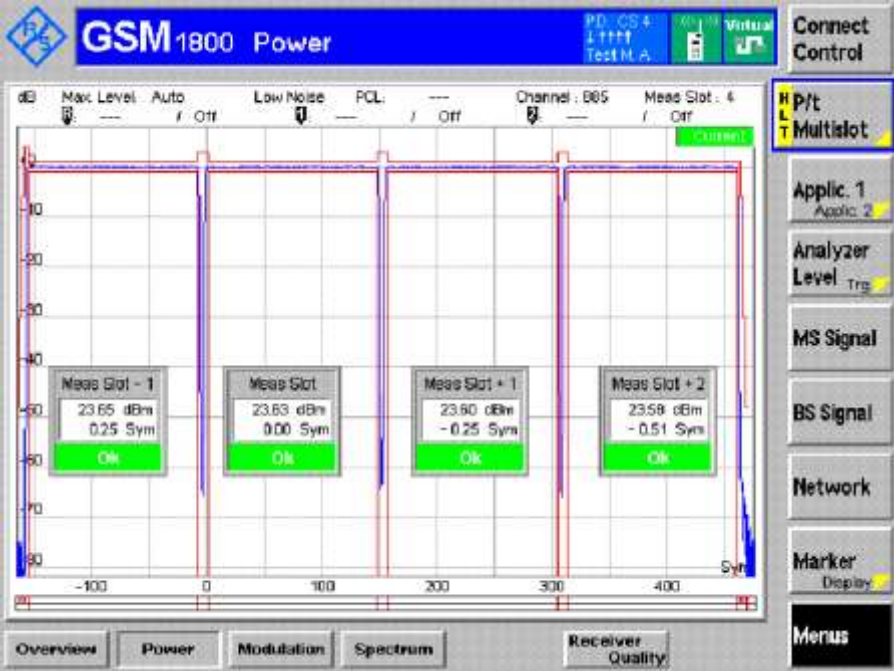 R&S
GSM 1800 Power
PD: CS4
Test M. A.
Virtual
Connect
Control
dB Max. Level: Auto Low Noise PCL: --- Channel : 885 Meas Slot : 4
R: --- / Off 1: --- / Off 2: --- / Off
Current
H
L
T
P/t
Multislot
Applic. 1
Applic. 2
Analyzer
Level Trg.
MS Signal
BS Signal
Network
Marker
Display
Menus
-10
-20
-30
-40
-50
-60
-70
-80
Meas Slot - 1
23.65 dBm
0.25 Sym
Ok
Meas Slot
23.63 dBm
0.00 Sym
Ok
Meas Slot + 1
23.60 dBm
- 0.25 Sym
Ok
Meas Slot + 2
23.58 dBm
- 0.51 Sym
Ok
Sym
-100 0 100 200 300 400
Overview Power Modulation Spectrum Receiver
Quality